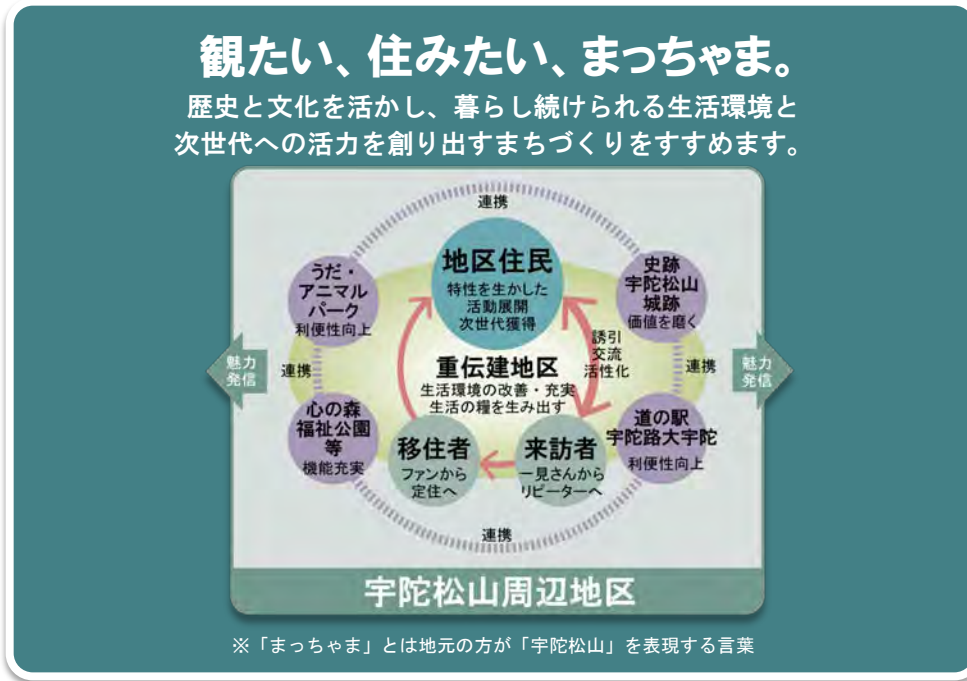 観たい、住みたい、まっちゃま。
歴史と文化を活かし、暮らし続けられる生活環境と
次世代への活力を創り出すまちづくりをすすめます。
連携
地区住民
特性を生かした
活動展開
次世代獲得
うだ・
アニマル
パーク
利便性向上
史跡
宇陀松山
城跡
価値を磨く
誘引
交流
活性化
魅力
発信
連携
重伝建地区
生活環境の改善・充実
生活の糧を生み出す
連携
魅力
発信
心の森
福祉公園
等
機能充実
移住者
ファンから
定住へ
来訪者
一見さんから
リピーターへ
道の駅
宇陀路大宇陀
利便性向上
連携
宇陀松山周辺地区
※「まっちゃま」とは地元の方が「宇陀松山」を表現する言葉